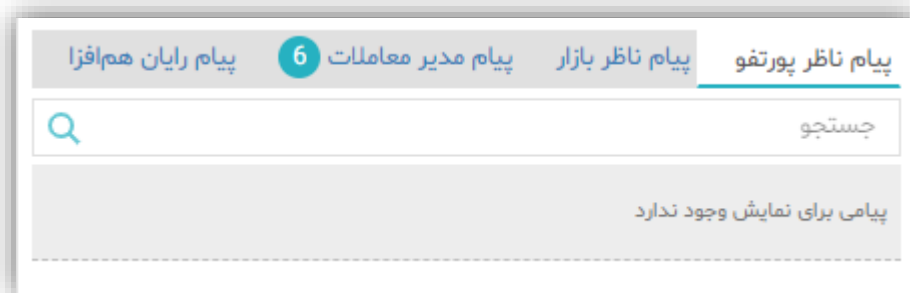 پیام ناظر پورتفو پیام ناظر بازار پیام مدیر معاملات 6 پیام رایان هم‌افزا
جستجو
پیامی برای نمایش وجود ندارد